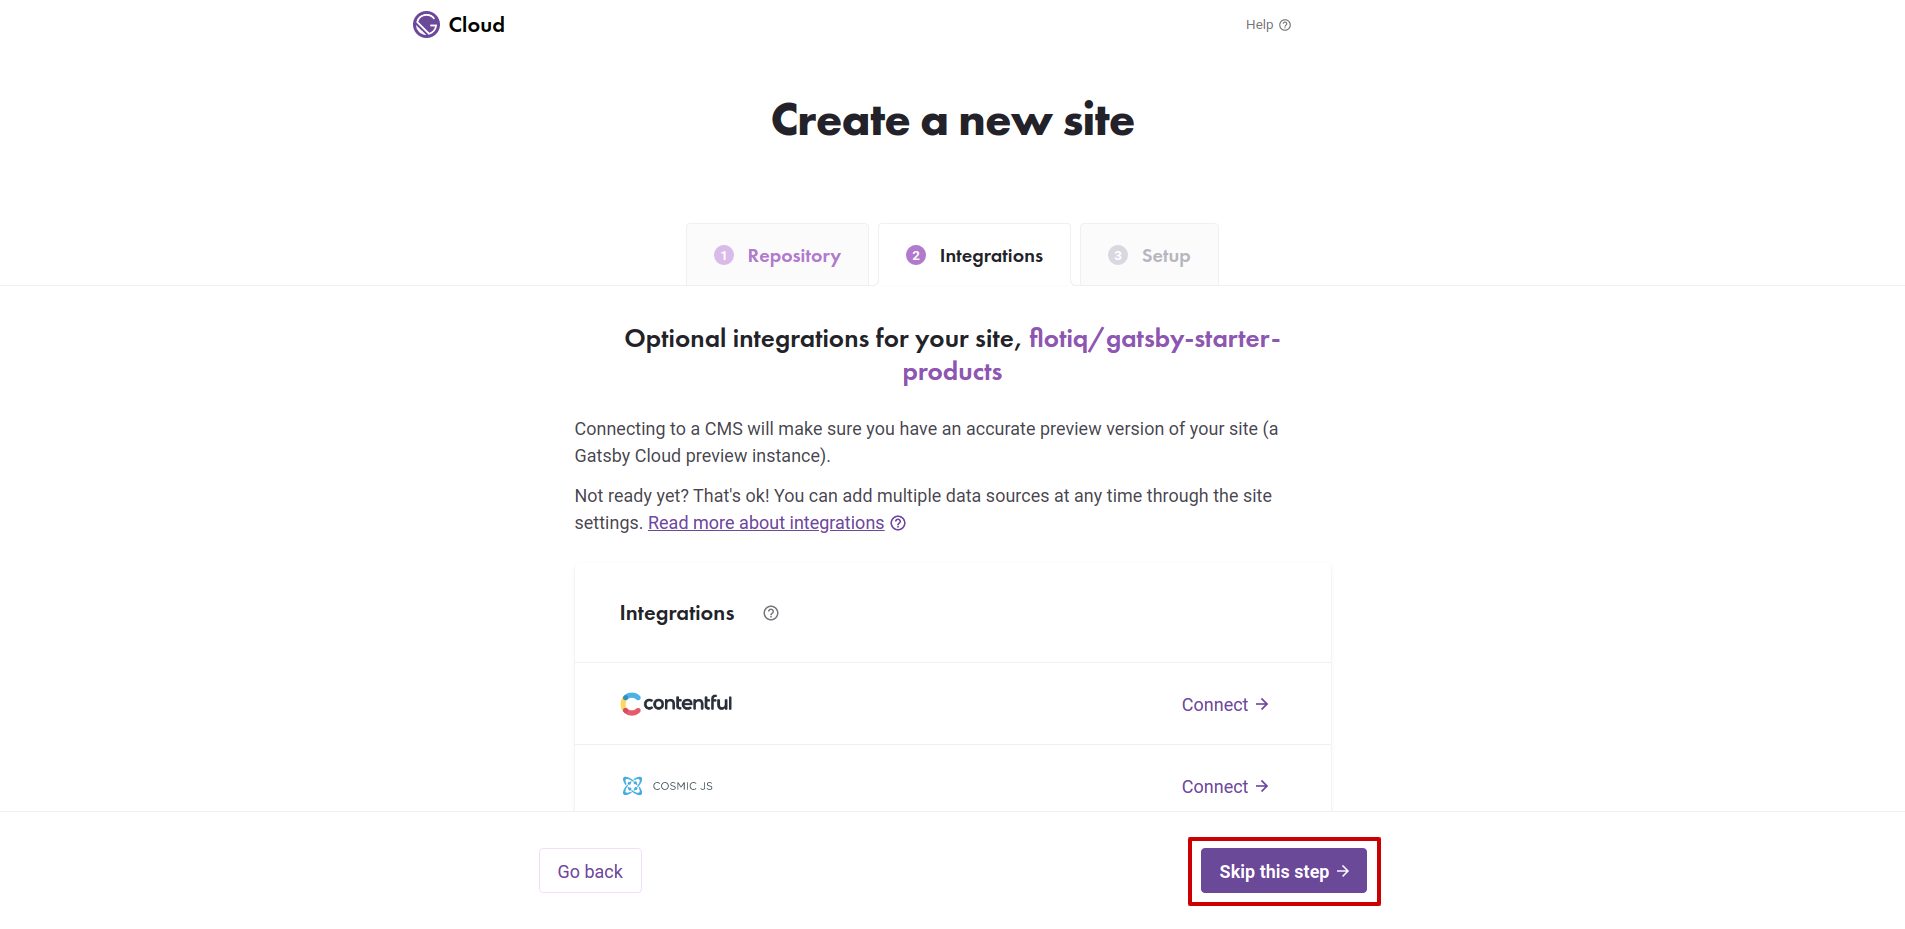 Cloud
Help
Create a new site
1 Repository
2 Integrations
3 Setup
Optional integrations for your site, flotiq/gatsby-starter-
products
Connecting to a CMS will make sure you have an accurate preview version of your site (a
Gatsby Cloud preview instance).
Not ready yet? That's ok! You can add multiple data sources at any time through the site
settings. Read more about integrations
Integrations
contentful
Connect →
COSMIC JS
Connect →
Go back
Skip this step →